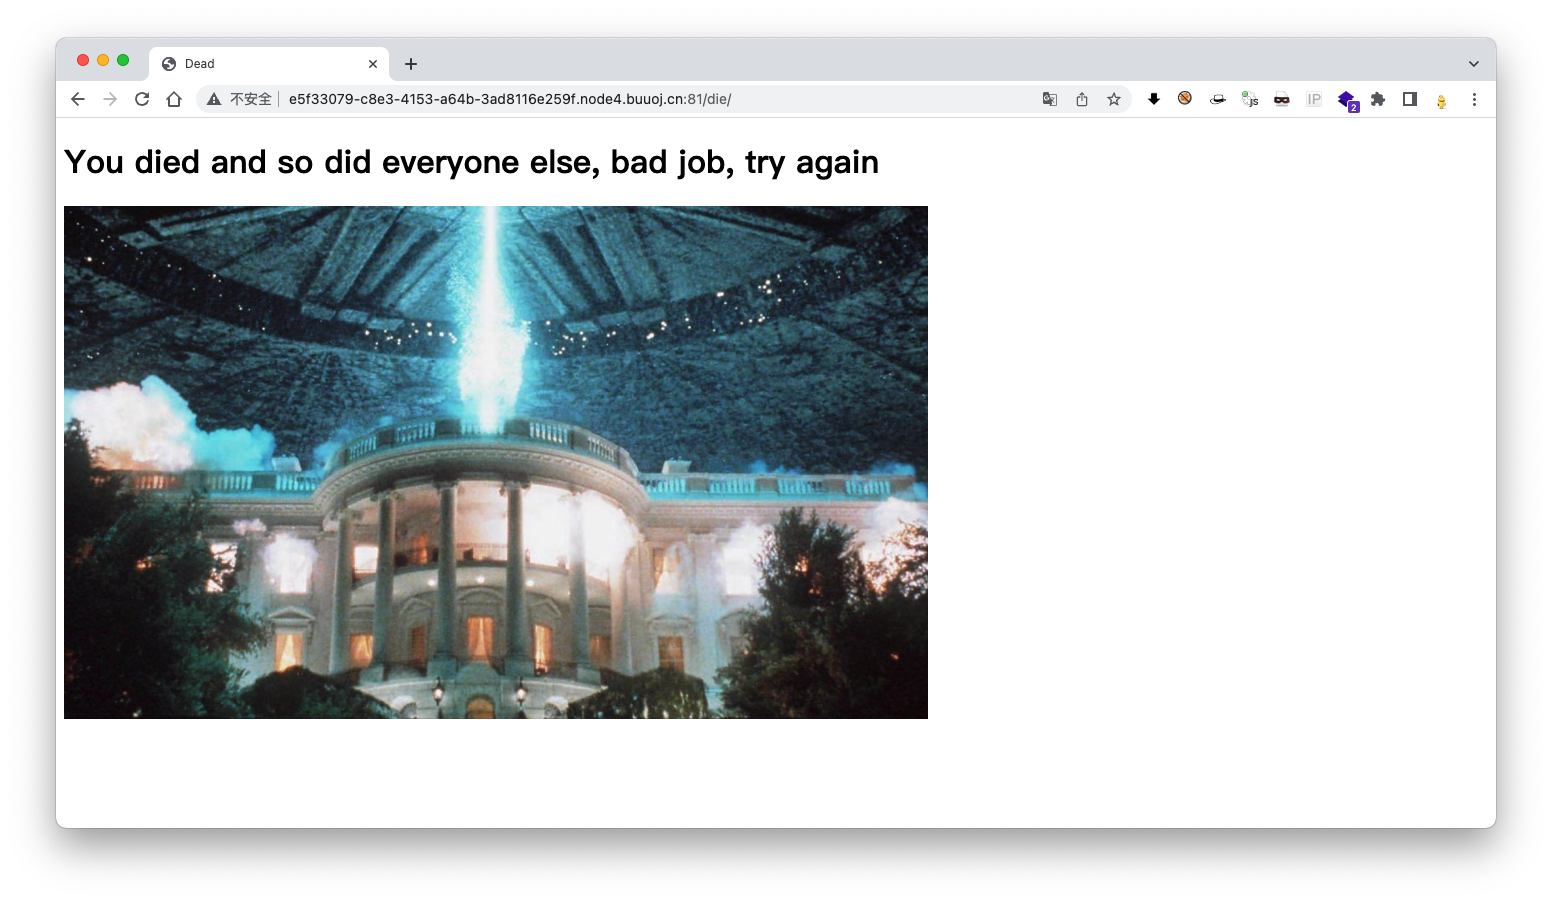 Dead
不安全 e5f33079-c8e3-4153-a64b-3ad8116e259f.node4.buuoj.cn:81/die/
JS
IP
2
You died and so did everyone else, bad job, try again